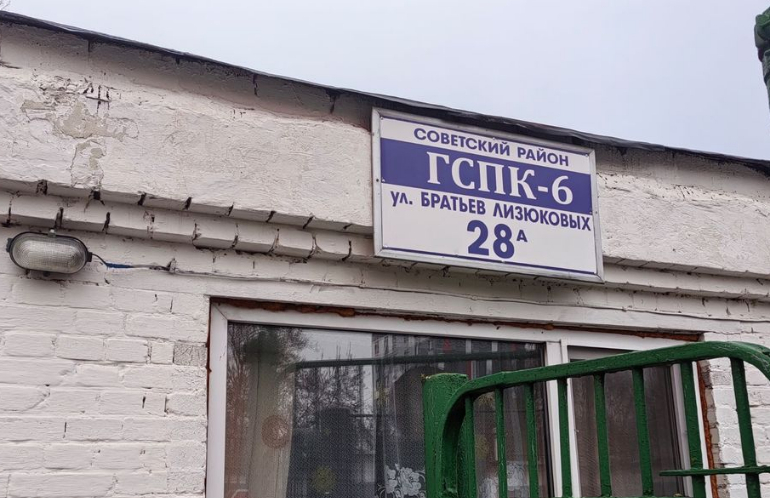 СОВЕТСКИЙ РАЙОН
ГСПК-6
ул. БРАТЬЕВ ЛИЗЮКОВЫХ
28А